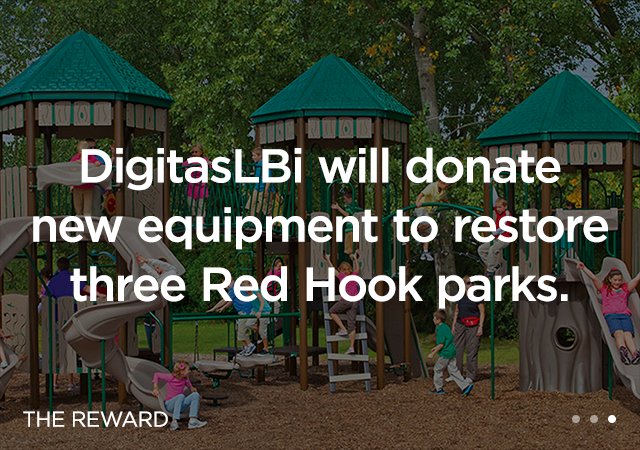 DigitasLBi will donate
new equipment to restore
three Red Hook parks.
THE REWARD